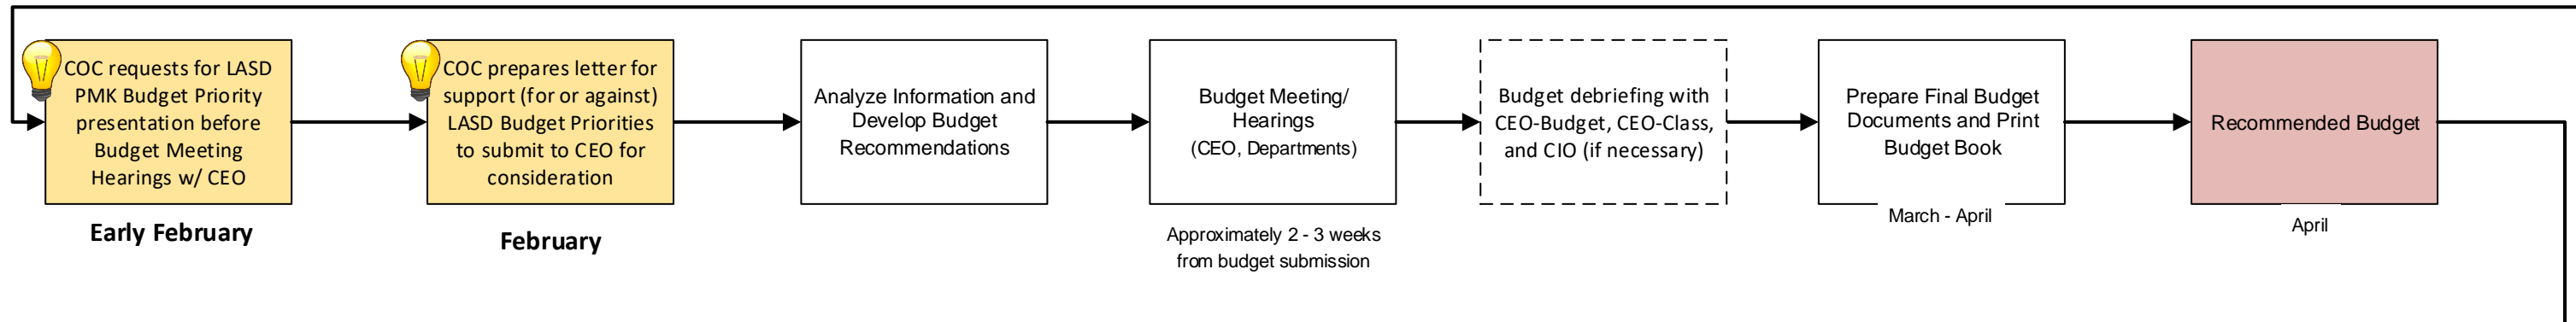 COC requests for LASD
PMK Budget Priority
presentation before
Budget Meeting
Hearings w/ CEO
Early February
COC prepares letter for
support (for or against)
LASD Budget Priorities
to submit to CEO for
consideration
February
Analyze Information and
Develop Budget
Recommendations
Budget Meeting/
Hearings
(CEO, Departments)
Approximately 2 - 3 weeks
from budget submission
Budget debriefing with
CEO-Budget, CEO-Class,
and CIO (if necessary)
Prepare Final Budget
Documents and Print
Budget Book
March - April
Recommended Budget
April